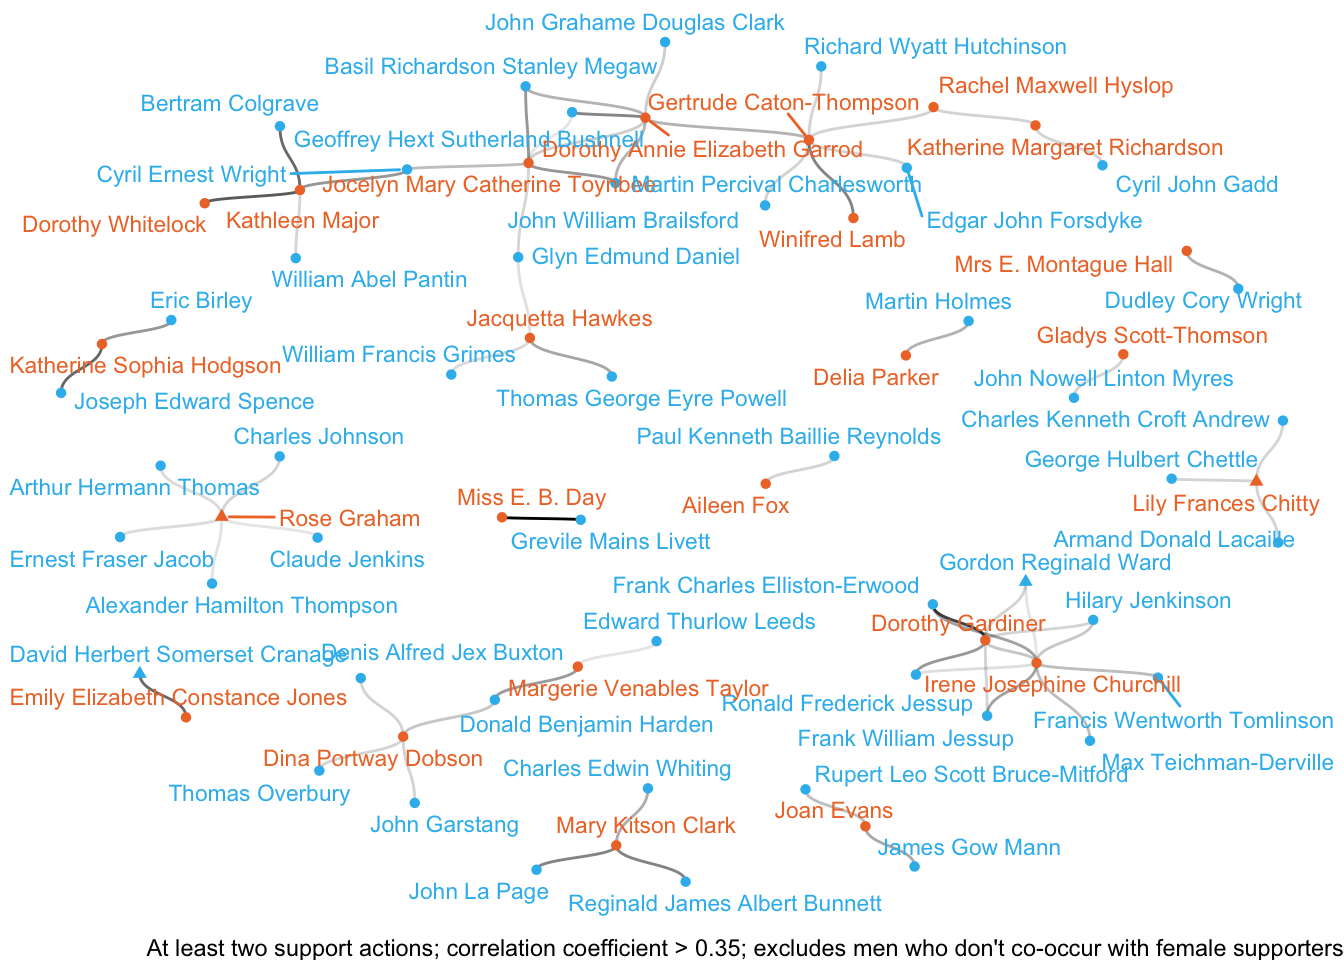 John Grahame Douglas Clark
Richard Wyatt Hutchinson
Basil Richardson Stanley Megaw
Rachel Maxwell Hyslop
Bertram Colgrave
Gertrude Caton-Thompson
Geoffrey Hext Sutherland Bushnell
Dorothy Annie Elizabeth Garrod
Katherine Margaret Richardson
Cyril Ernest Wright
Jocelyn Mary Catherine Toynbee
Martin Percival Charlesworth
Cyril John Gadd
Dorothy Whitelock
Kathleen Major
John William Brailsford
Edgar John Forsdyke
Winifred Lamb
Glyn Edmund Daniel
Mrs E. Montague Hall
William Abel Pantin
Eric Birley
Martin Holmes
Dudley Cory Wright
Jacquetta Hawkes
Gladys Scott-Thomson
William Francis Grimes
Katherine Sophia Hodgson
Delia Parker
John Nowell Linton Myres
Joseph Edward Spence
Thomas George Eyre Powell
Charles Kenneth Croft Andrew
Charles Johnson
Paul Kenneth Baillie Reynolds
George Hulbert Chettle
Arthur Hermann Thomas
Miss E. B. Day
Aileen Fox
Lily Frances Chitty
Rose Graham
Grevile Mains Livett
Armand Donald Lacaille
Ernest Fraser Jacob
Claude Jenkins
Gordon Reginald Ward
Frank Charles Elliston-Erwood
Alexander Hamilton Thompson
Hilary Jenkinson
Edward Thurlow Leeds
Dorothy Gardiner
David Herbert Somerset Cranage
Denis Alfred Jex Buxton
Emily Elizabeth Constance Jones
Margerie Venables Taylor
Irene Josephine Churchill
Ronald Frederick Jessup
Donald Benjamin Harden
Francis Wentworth Tomlinson
Frank William Jessup
Dina Portway Dobson
Charles Edwin Whiting
Max Teichman-Derville
Rupert Leo Scott Bruce-Mitford
Thomas Overbury
Joan Evans
John Garstang
Mary Kitson Clark
James Gow Mann
John La Page
Reginald James Albert Bunnett
At least two support actions; correlation coefficient > 0.35; excludes men who don't co-occur with female supporters